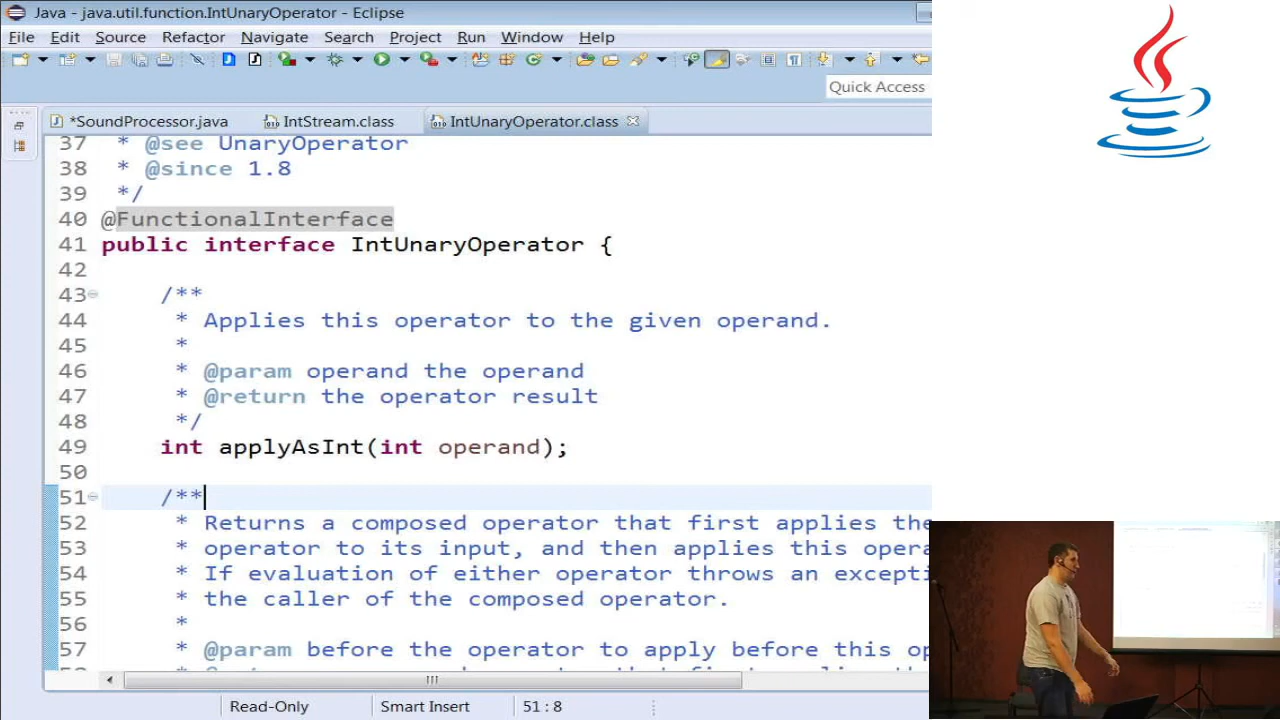 Java - java.util.function.IntUnaryOperator - Eclipse
File Edit Source Refactor Navigate Search Project Run Window Help
Quick Access
*SoundProcessor.java IntStream.class IntUnaryOperator.class
37 * @see UnaryOperator
38 * @since 1.8
39 */
40 @FunctionalInterface
41 public interface IntUnaryOperator {
42
43 /**
44 * Applies this operator to the given operand.
45 *
46 * @param operand the operand
47 * @return the operator result
48 */
49 int applyAsInt(int operand);
50
51 /**
52 * Returns a composed operator that first applies the
53 * operator to its input, and then applies this opera
54 * If evaluation of either operator throws an excepti
55 * the caller of the composed operator.
56 *
57 * @param before the operator to apply before this op
Read-Only Smart Insert 51 : 8